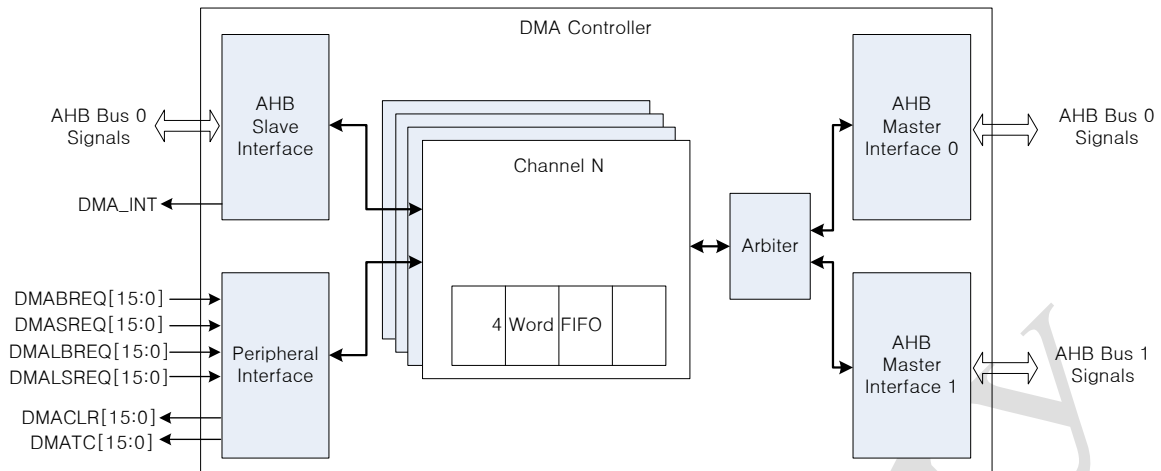 DMA Controller
AHB Bus 0
Signals
AHB
Slave
Interface
DMA_INT
DMABREQ[15:0]
DMASREQ[15:0]
DMALBREQ[15:0]
DMALSREQ[15:0]
DMACLR[15:0]
DMATC[15:0]
Peripheral
Interface
Channel N
4 Word FIFO
Arbiter
AHB
Master
Interface 0
AHB Bus 0
Signals
AHB
Master
Interface 1
AHB Bus 1
Signals
y